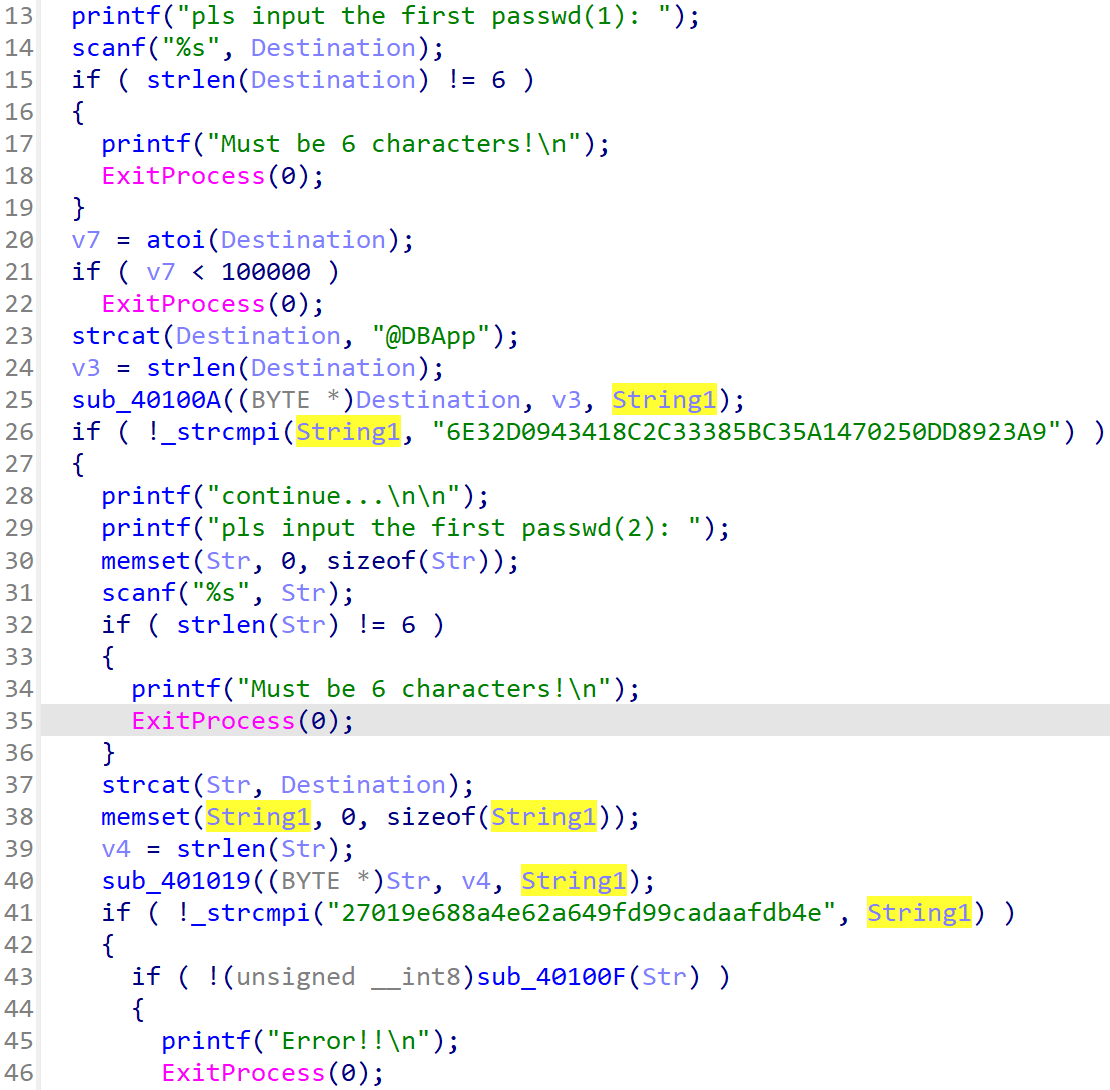 13 printf("pls input the first passwd(1): ");
14 scanf("%s", Destination);
15 if ( strlen(Destination) != 6 )
16 {
17 printf("Must be 6 characters!\n");
18 ExitProcess(0);
19 }
20 v7 = atoi(Destination);
21 if ( v7 < 100000 )
22 ExitProcess(0);
23 strcat(Destination, "@DBApp");
24 v3 = strlen(Destination);
25 sub_40100A((BYTE *)Destination, v3, String1);
26 if ( !_strcmpi(String1, "6E32D0943418C2C33385BC35A1470250DD8923A9") )
27 {
28 printf("continue...\n\n");
29 printf("pls input the first passwd(2): ");
30 memset(Str, 0, sizeof(Str));
31 scanf("%s", Str);
32 if ( strlen(Str) != 6 )
33 {
34 printf("Must be 6 characters!\n");
35 ExitProcess(0);
36 }
37 strcat(Str, Destination);
38 memset(String1, 0, sizeof(String1));
39 v4 = strlen(Str);
40 sub_401019((BYTE *)Str, v4, String1);
41 if ( !_strcmpi("27019e688a4e62a649fd99cadaafdb4e", String1) )
42 {
43 if ( !(unsigned __int8)sub_40100F(Str) )
44 {
45 printf("Error!!\n");
46 ExitProcess(0);